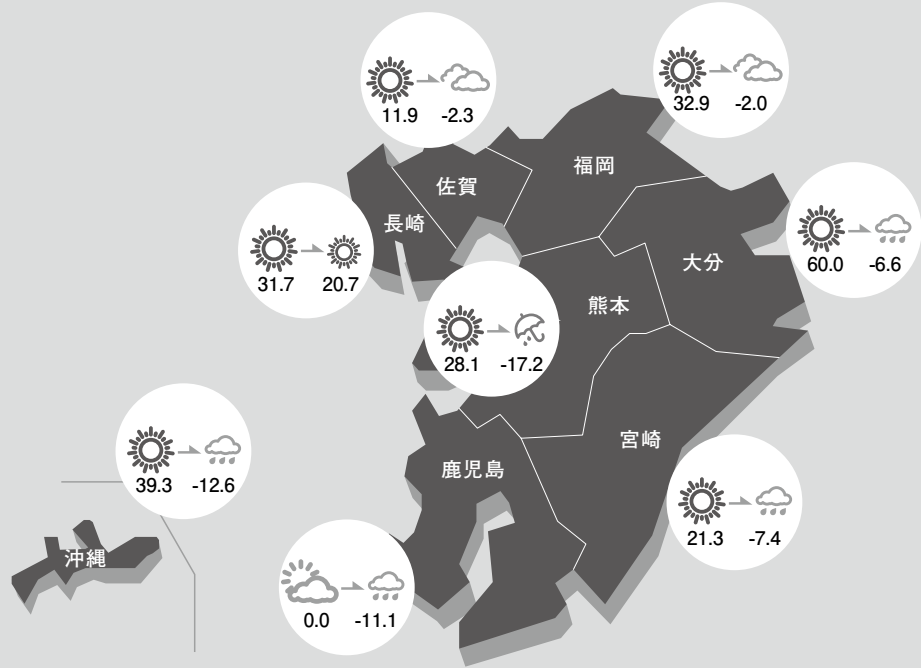 11.9 -2.3
32.9 -2.0
福岡
佐賀
長崎
31.7 20.7
大分
60.0 -6.6
熊本
28.1 -17.2
宮崎
鹿児島
39.3 -12.6
21.3 -7.4
沖縄
0.0 -11.1